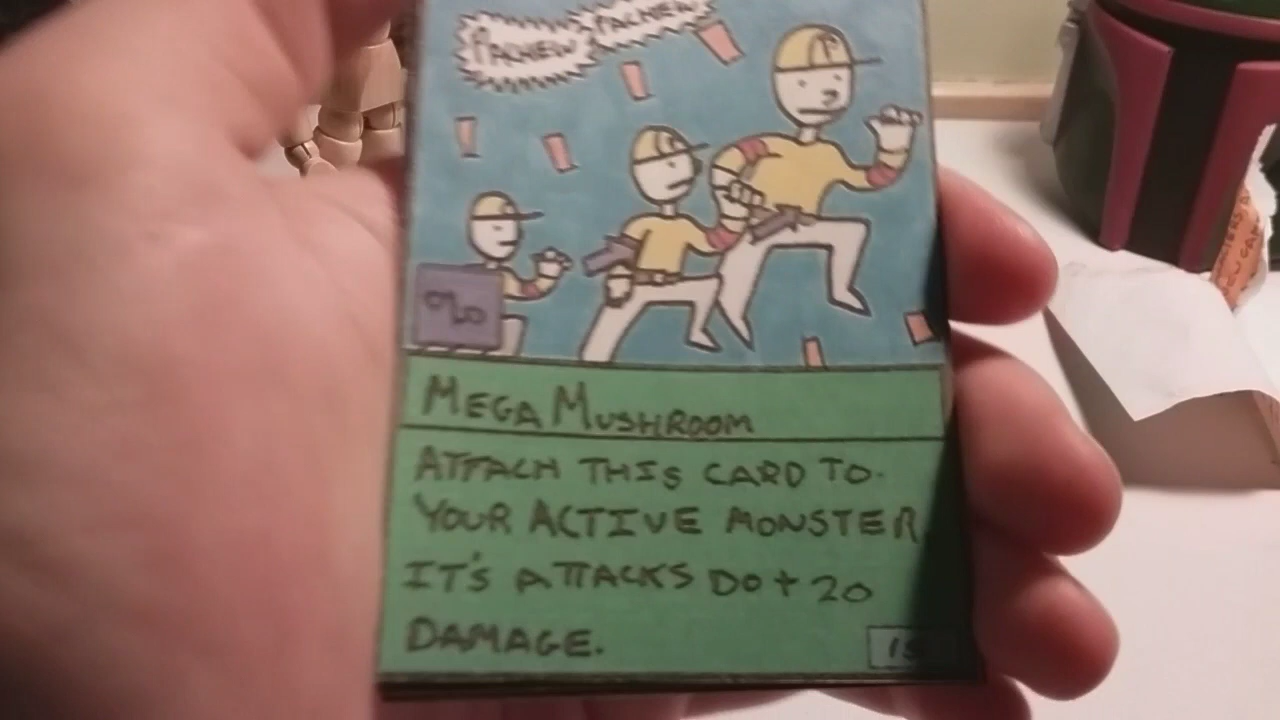 PACHEW PACHEW
MEGA MUSHROOM
ATTACH THIS CARD TO
YOUR ACTIVE MONSTER.
IT'S ATTACKS DO + 20
DAMAGE.